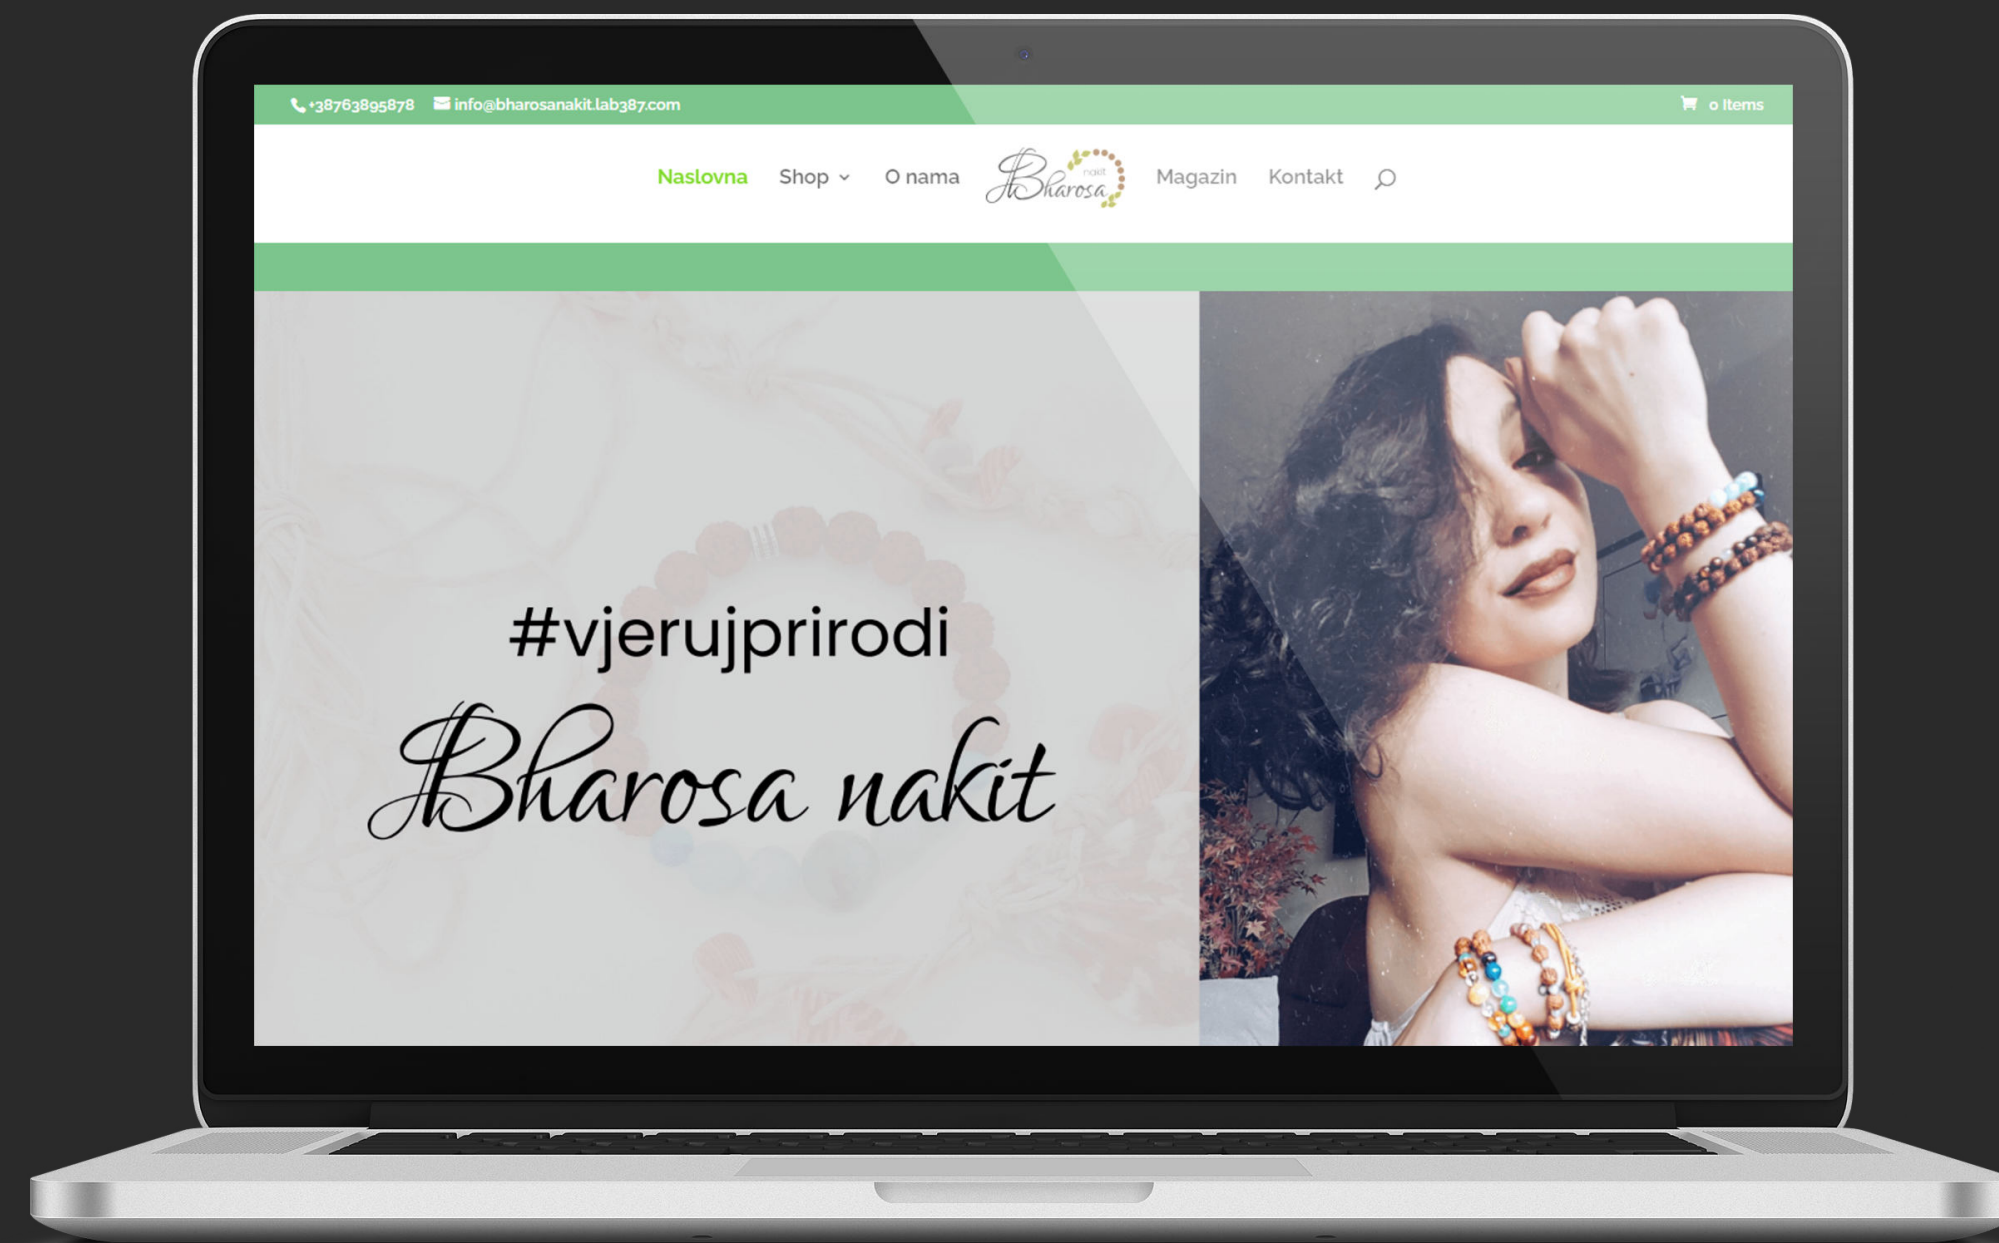 +38763895878 info@bharosanakit.lab387.com 0 Items
Naslovna Shop O nama Bharosa nakit Magazin Kontakt
#vjerujprirodi
Bharosa nakit